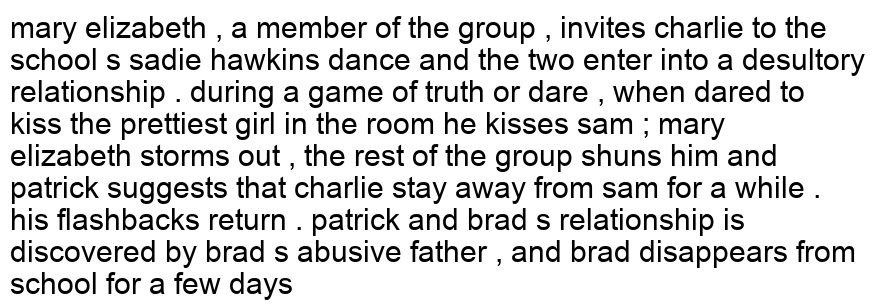 mary elizabeth , a member of the group , invites charlie to the
school s sadie hawkins dance and the two enter into a desultory
relationship . during a game of truth or dare , when dared to
kiss the prettiest girl in the room he kisses sam ; mary
elizabeth storms out , the rest of the group shuns him and
patrick suggests that charlie stay away from sam for a while .
his flashbacks return . patrick and brad s relationship is
discovered by brad s abusive father , and brad disappears from
school for a few days